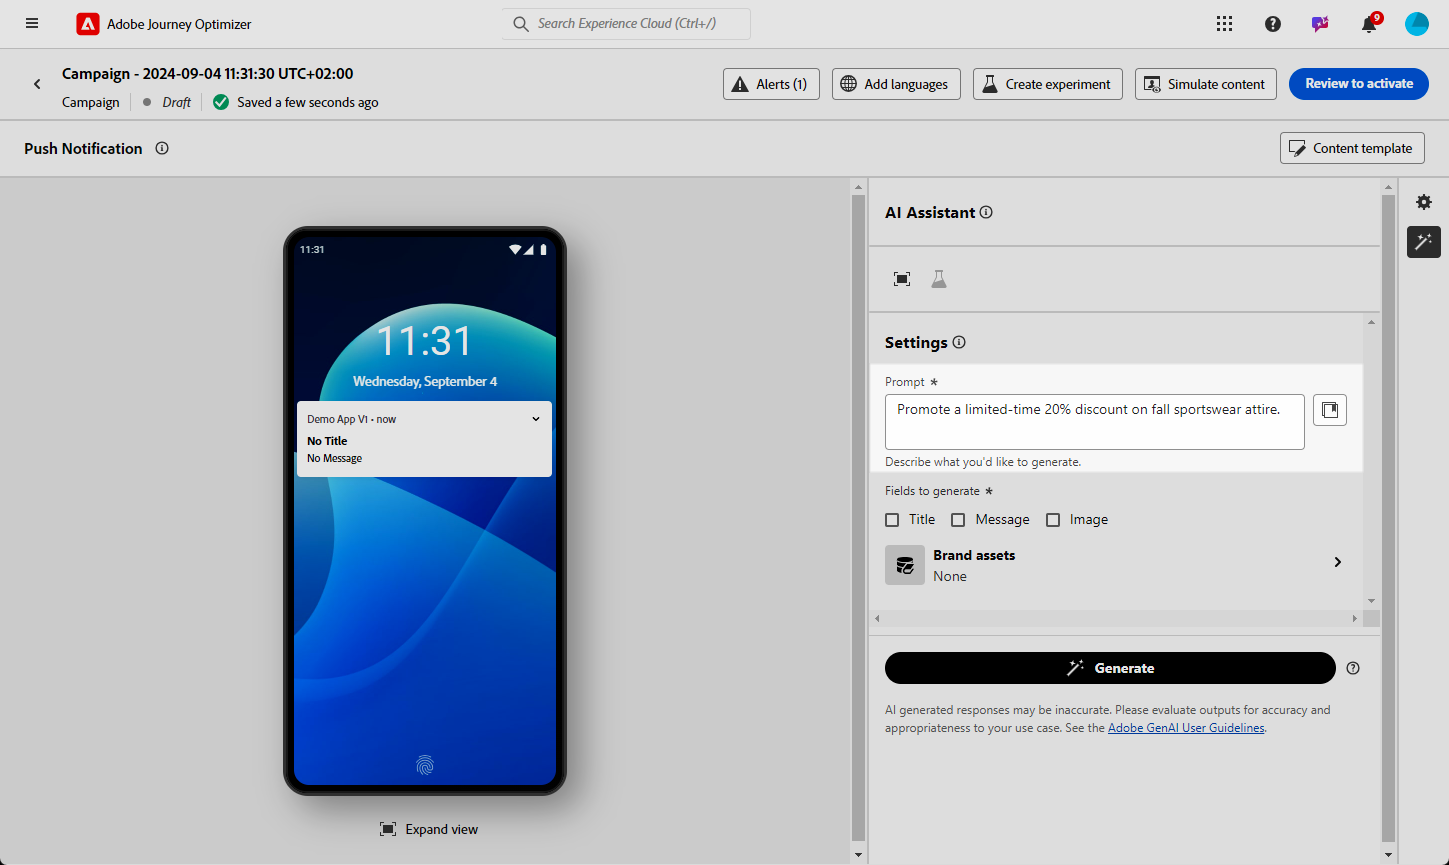 Adobe Journey Optimizer
Search Experience Cloud (Ctrl+/)
9
Campaign - 2024-09-04 11:31:30 UTC+02:00
Campaign
Draft
Saved a few seconds ago
Alerts (1)
Add languages
Create experiment
Simulate content
Review to activate
Push Notification
Content template
11:31
11:31
Wednesday, September 4
Demo App V1 • now
No Title
No Message
Expand view
AI Assistant
Settings
Prompt *
Promote a limited-time 20% discount on fall sportswear attire.
Describe what you'd like to generate.
Fields to generate *
Title
Message
Image
Brand assets
None
Generate
AI generated responses may be inaccurate. Please evaluate outputs for accuracy and
appropriateness to your use case. See the Adobe GenAI User Guidelines.